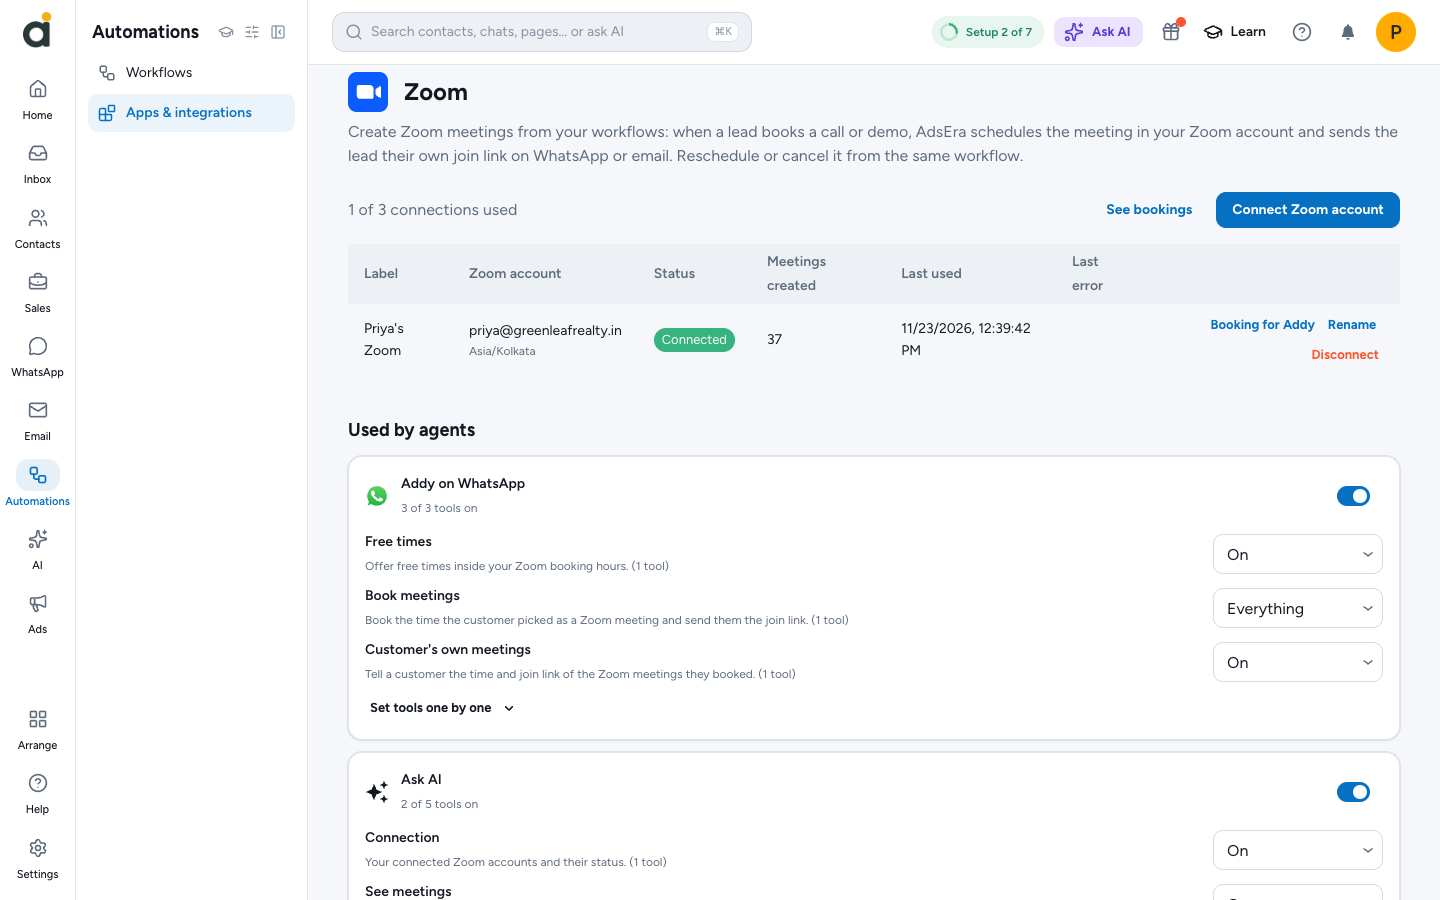 Automations
Search contacts, chats, pages... or ask AI
⌘K
Setup 2 of 7
Ask AI
Learn
P
Home
Inbox
Contacts
Sales
WhatsApp
Email
Automations
AI
Ads
Arrange
Help
Settings
Workflows
Apps & integrations
Zoom
Create Zoom meetings from your workflows: when a lead books a call or demo, AdsEra schedules the meeting in your Zoom account and sends the
lead their own join link on WhatsApp or email. Reschedule or cancel it from the same workflow.
1 of 3 connections used
See bookings
Connect Zoom account
Label
Zoom account
Status
Meetings
created
Last used
Last
error
Priya's
Zoom
priya@greenleafrealty.in
Asia/Kolkata
Connected
37
11/23/2026, 12:39:42
PM
Booking for Addy
Rename
Disconnect
Used by agents
Addy on WhatsApp
3 of 3 tools on
Free times
Offer free times inside your Zoom booking hours. (1 tool)
On
Book meetings
Book the time the customer picked as a Zoom meeting and send them the join link. (1 tool)
Everything
Customer's own meetings
Tell a customer the time and join link of the Zoom meetings they booked. (1 tool)
On
Set tools one by one
Ask AI
2 of 5 tools on
Connection
Your connected Zoom accounts and their status. (1 tool)
On
See meetings